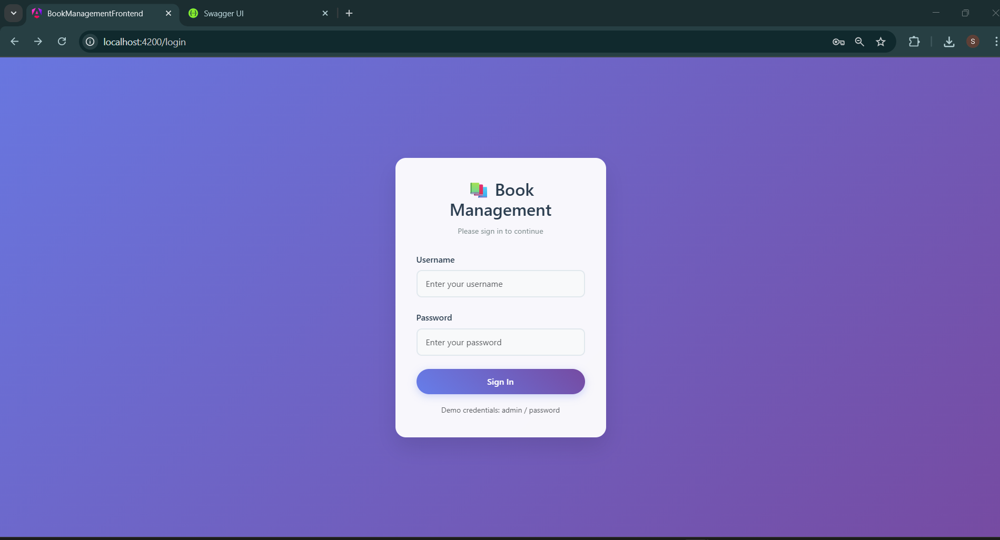 BookManagementFrontend
Swagger UI
localhost:4200/login
S
Book
Management
Please sign in to continue
Username
Enter your username
Password
Enter your password
Sign In
Demo credentials: admin / password